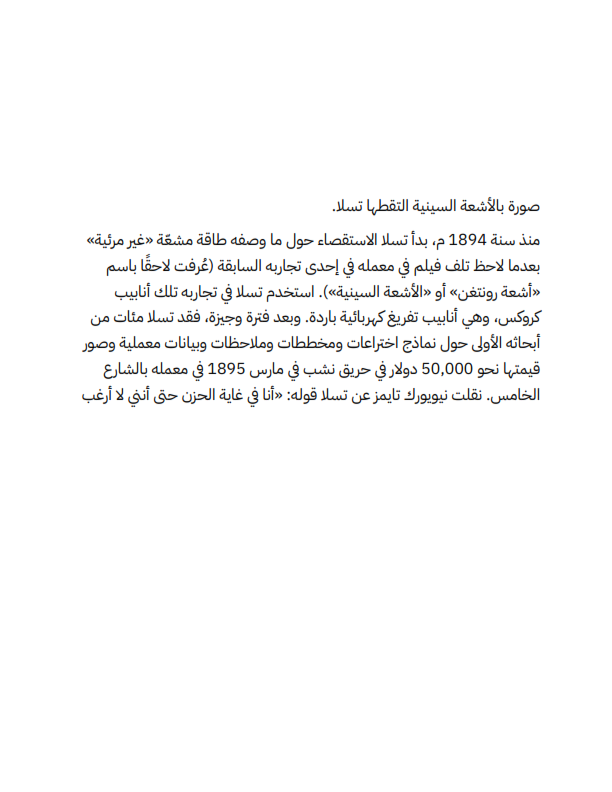 صورة بالأشعة السينية التقطها تسلا.
منذ سنة 1894 م، بدأ تسلا الاستقصاء حول ما وصفه طاقة مشعّة «غير مرئية»
بعدما لاحظ تلف فيلم في معمله في إحدى تجاربه السابقة (عُرفت لاحقًا باسم
«أشعة رونتغن» أو «الأشعة السينية»). استخدم تسلا في تجاربه تلك أنابيب
كروكس، وهي أنابيب تفريغ كهربائية باردة. وبعد فترة وجيزة، فقد تسلا مئات من
أبحاثه الأولى حول نماذج اختراعات ومخططات وملاحظات وبيانات معملية وصور
قيمتها نحو 50,000 دولار في حريق نشب في مارس 1895 في معمله بالشارع
الخامس. نقلت نيويورك تايمز عن تسلا قوله: «أنا في غاية الحزن حتى أنني لا أرغب